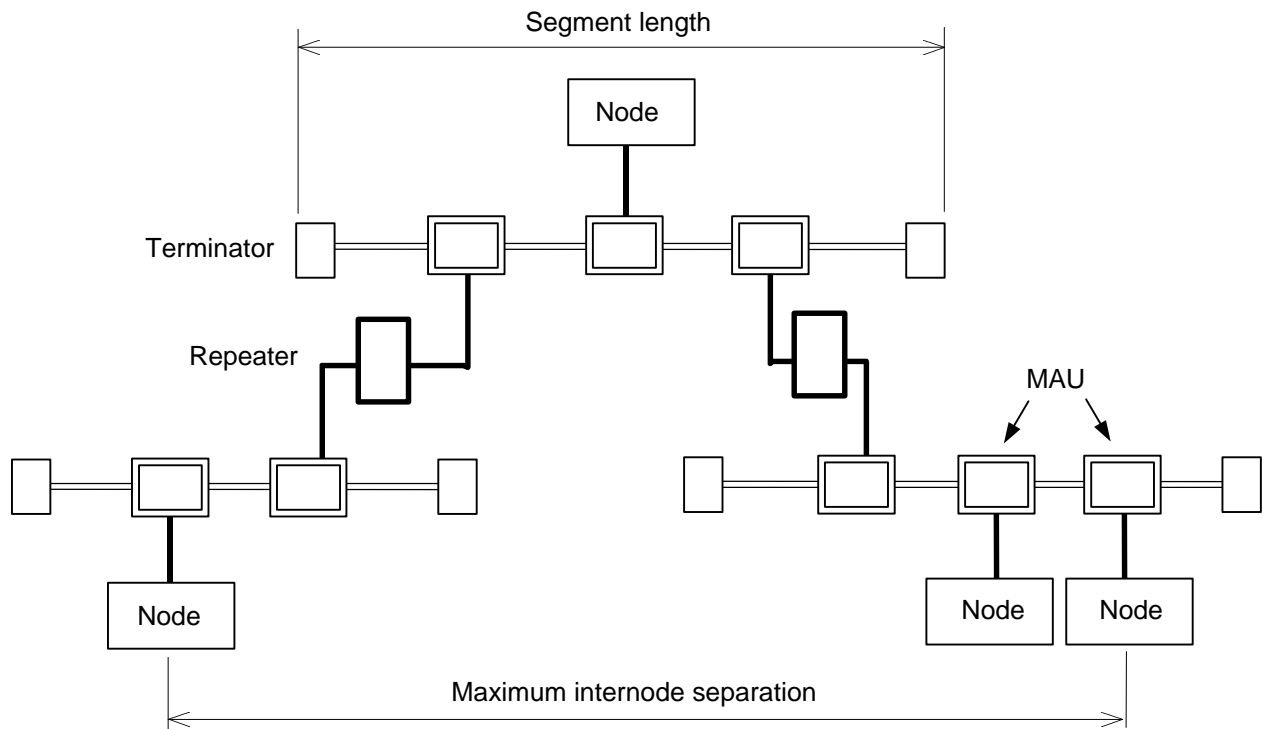 Segment length
Node
Terminator
Repeater
MAU
Node
Node
Node
Maximum internode separation